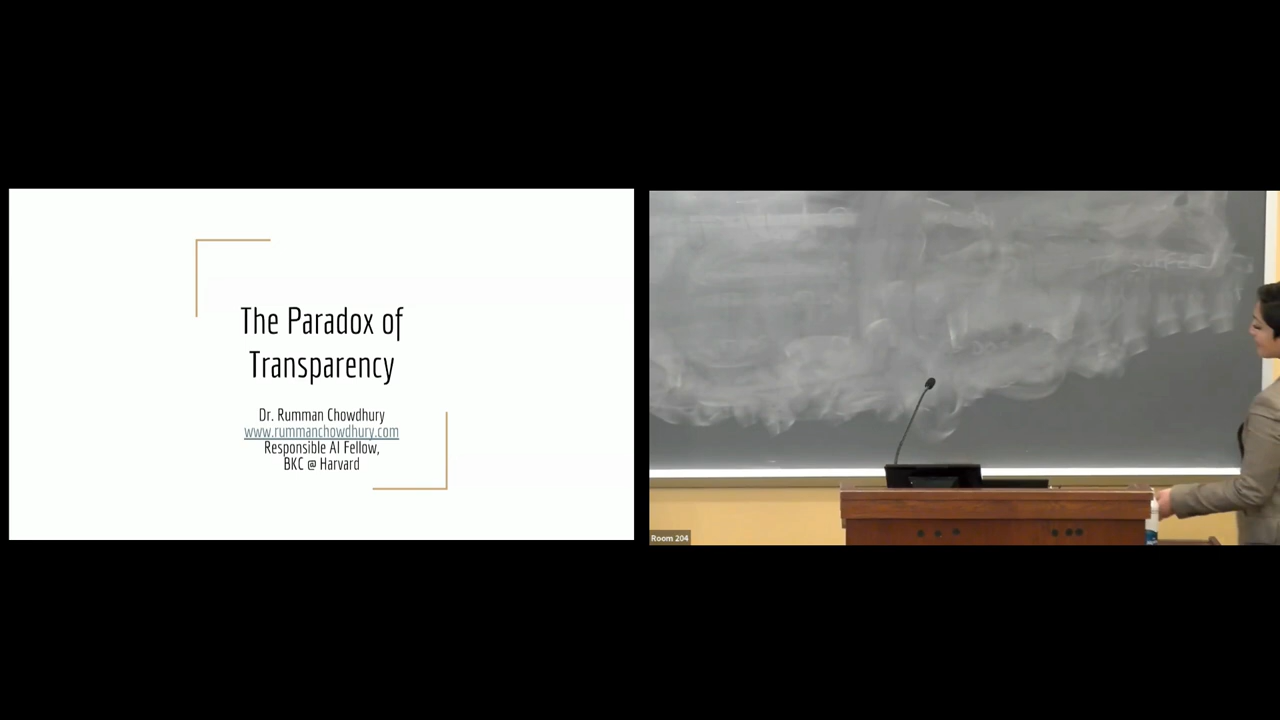 The Paradox of
Transparency
Dr. Rumman Chowdhury
www.rummanchowdhury.com
Responsible AI Fellow,
BKC @ Harvard
Room 204